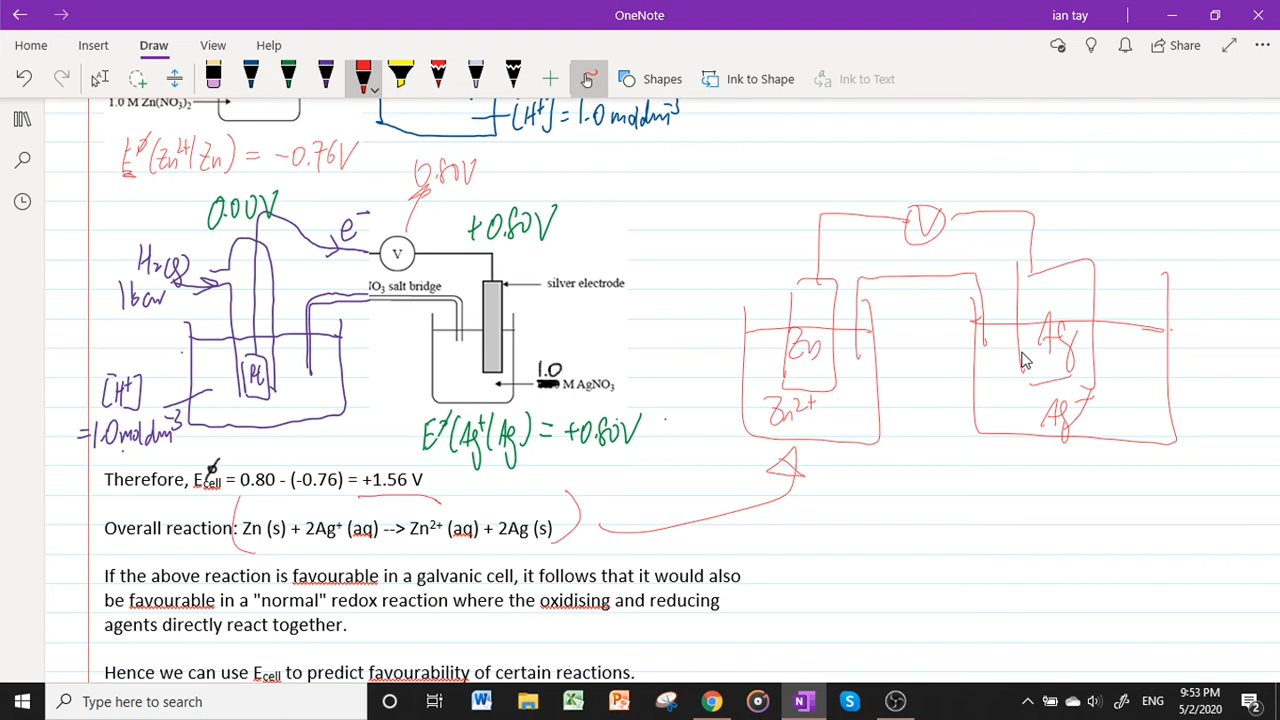 OneNote
ian tay
Home Insert Draw View Help
Share
Shapes
Ink to Shape
Ink to Text
1.0 M Zn(NO₃)₂
[H⁺] = 1.0 moldm⁻³
E⦵(Zn²⁺/Zn) = -0.76V
0.80V
0.00V
e⁻
+0.80V
V
V
H₂(g)
silver electrode
O₃ salt bridge
Pt
1.0
M AgNO₃
[H⁺]
=1.0moldm⁻³
E⦵(Ag⁺/Ag) = +0.80V
Zn
Zn²⁺
Ag
Ag⁺
Therefore, E⦵cell = 0.80 - (-0.76) = +1.56 V
Overall reaction: Zn (s) + 2Ag⁺ (aq) --> Zn²⁺ (aq) + 2Ag (s)
If the above reaction is favourable in a galvanic cell, it follows that it would also
be favourable in a "normal" redox reaction where the oxidising and reducing
agents directly react together.
Hence we can use Ecell to predict favourability of certain reactions.
Type here to search
ENG
9:53 PM
5/2/2020
2